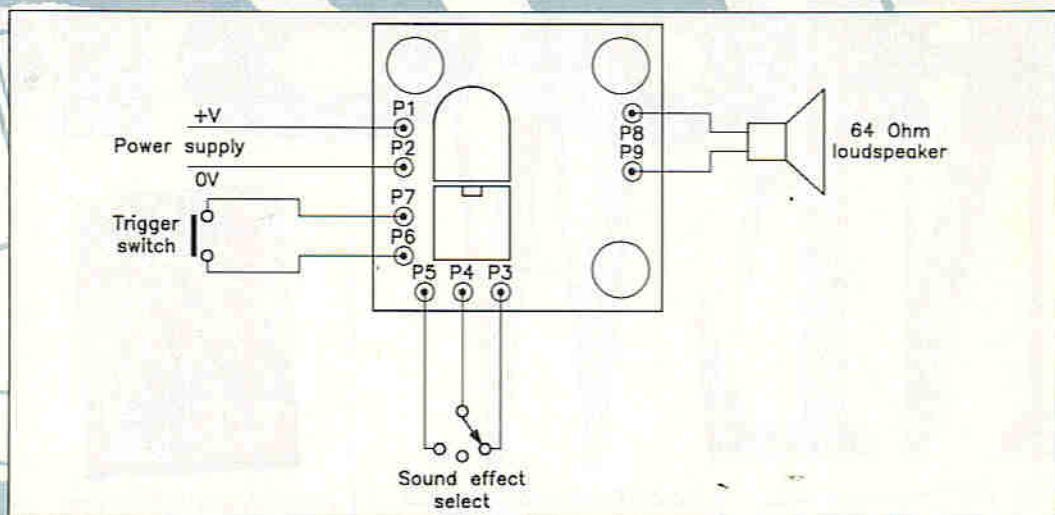 +V
Power supply
0V
Trigger
switch
P1
P2
P7
P6
P5 P4 P3
P8
P9
64 Ohm
loudspeaker
Sound effect
select